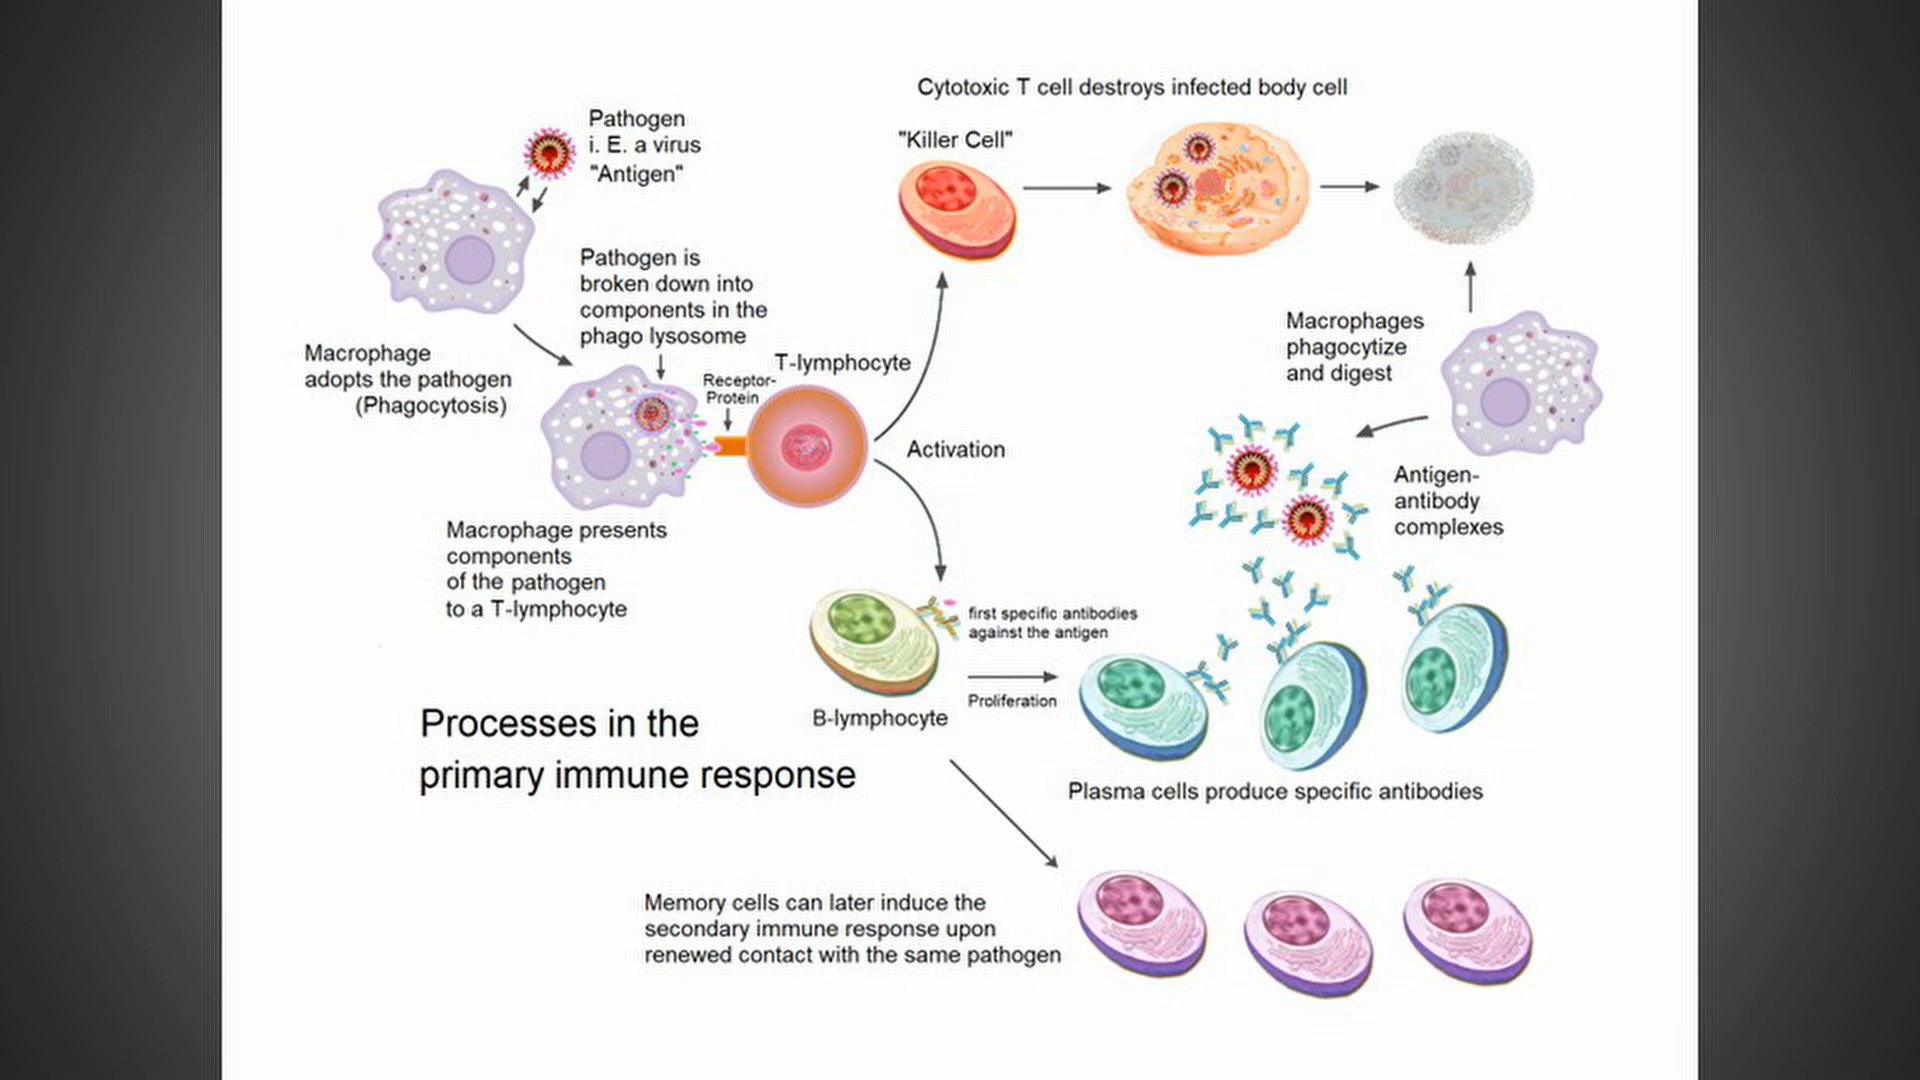 Cytotoxic T cell destroys infected body cell
"Killer Cell"
Pathogen
i. E. a virus
"Antigen"
Pathogen is
broken down into
components in the
phago lysosome
Macrophage
adopts the pathogen
(Phagocytosis)
T-lymphocyte
Receptor-
Protein
Activation
Macrophage presents
components
of the pathogen
to a T-lymphocyte
Macrophages
phagocytize
and digest
Antigen-
antibody
complexes
first specific antibodies
against the antigen
Proliferation
B-lymphocyte
Plasma cells produce specific antibodies
Processes in the
primary immune response
Memory cells can later induce the
secondary immune response upon
renewed contact with the same pathogen